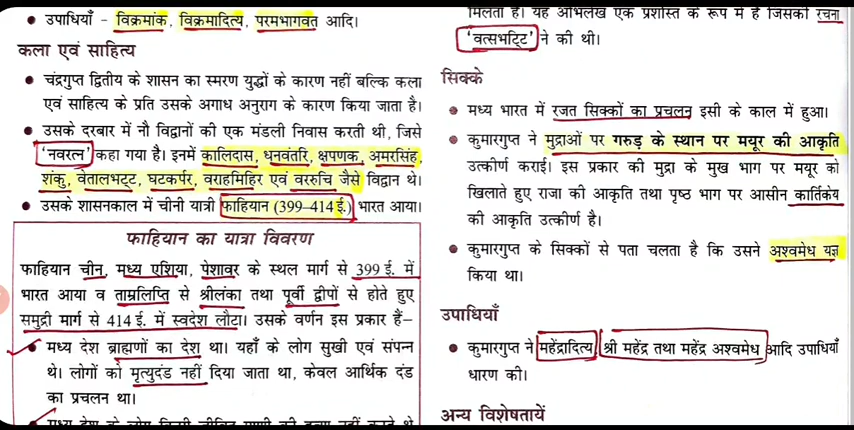 उपाधियाँ – विक्रमांक, विक्रमादित्य, परमभागवत आदि।
कला एवं साहित्य
चंद्रगुप्त द्वितीय के शासन का स्मरण युद्धों के कारण नहीं बल्कि कला
एवं साहित्य के प्रति उसके अगाध अनुराग के कारण किया जाता है।
उसके दरबार में नौ विद्वानों की एक मंडली निवास करती थी, जिसे
'नवरत्न' कहा गया है। इनमें कालिदास, धनवंतरि, क्षपणक, अमरसिंह,
शंकु, वेतालभट्ट, घटकर्पर, वराहमिहिर एवं वररुचि जैसे विद्वान थे।
उसके शासनकाल में चीनी यात्री फाहियान (399–414 ई.) भारत आया।
फाहियान का यात्रा विवरण
फाहियान चीन, मध्य एशिया, पेशावर के स्थल मार्ग से 399 ई. में
भारत आया व ताम्रलिप्ति से श्रीलंका तथा पूर्वी द्वीपों से होते हुए
समुद्री मार्ग से 414 ई. में स्वदेश लौटा। उसके वर्णन इस प्रकार हैं–
मध्य देश ब्राह्मणों का देश था। यहाँ के लोग सुखी एवं संपन्न
थे। लोगों को मृत्युदंड नहीं दिया जाता था, केवल आर्थिक दंड
का प्रचलन था।
मध्य देश के लोग किसी जीवित प्राणी की हत्या नहीं करते थे
मिलता है। यह अभिलेख एक प्रशस्ति के रूप में है जिसकी रचना
'वत्सभट्टि' ने की थी।
सिक्के
मध्य भारत में रजत सिक्कों का प्रचलन इसी के काल में हुआ।
कुमारगुप्त ने मुद्राओं पर गरुड़ के स्थान पर मयूर की आकृति
उत्कीर्ण कराई। इस प्रकार की मुद्रा के मुख भाग पर मयूर को
खिलाते हुए राजा की आकृति तथा पृष्ठ भाग पर आसीन कार्तिकेय
की आकृति उत्कीर्ण है।
कुमारगुप्त के सिक्कों से पता चलता है कि उसने अश्वमेध यज्ञ
किया था।
उपाधियाँ
कुमारगुप्त ने महेंद्रादित्य, श्री महेंद्र तथा महेंद्र अश्वमेध आदि उपाधियाँ
धारण की।
अन्य विशेषतायें